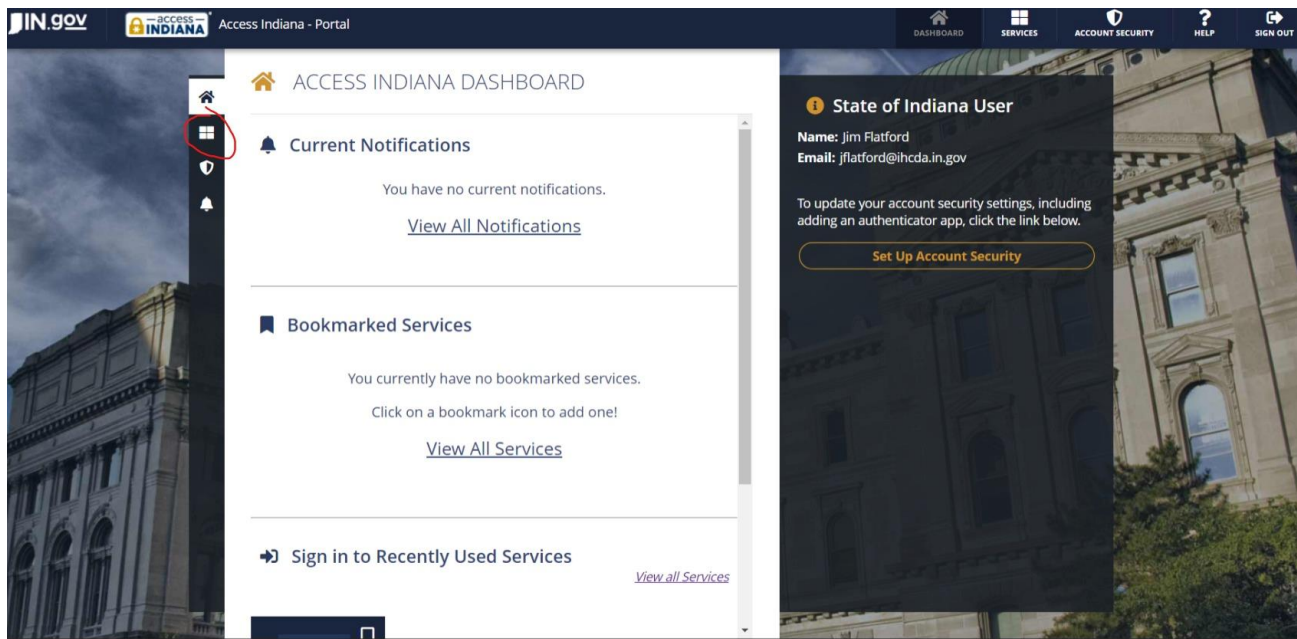 IN.gov
access INDIANA
Access Indiana - Portal
DASHBOARD
SERVICES
ACCOUNT SECURITY
?
HELP
SIGN OUT
ACCESS INDIANA DASHBOARD
Current Notifications
You have no current notifications.
View All Notifications
Bookmarked Services
You currently have no bookmarked services.
Click on a bookmark icon to add one!
View All Services
Sign in to Recently Used Services
View all Services
State of Indiana User
Name: Jim Flatford
Email: jflatford@ihcda.in.gov
To update your account security settings, including
adding an authenticator app, click the link below.
Set Up Account Security